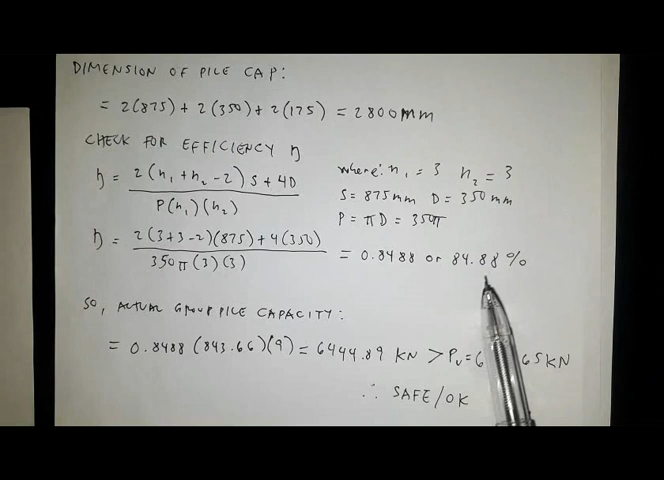 DIMENSION OF PILE CAP:
= 2(875) + 2(350) + 2(175) = 2800mm
CHECK FOR EFFICIENCY η
η = 2(n₁+n₂-2)S+4D / P(n₁)(n₂)
where: n₁ = 3 n₂ = 3
S = 875mm D = 350mm
P = πD = 350π
η = 2(3+3-2)(875)+4(350) / 350π(3)(3) = 0.8488 or 84.88%
SO, ACTUAL GROUP PILE CAPACITY:
= 0.8488 (843.66)(9) = 6444.89 KN > Pu = 6 65KN
∴ SAFE/OK